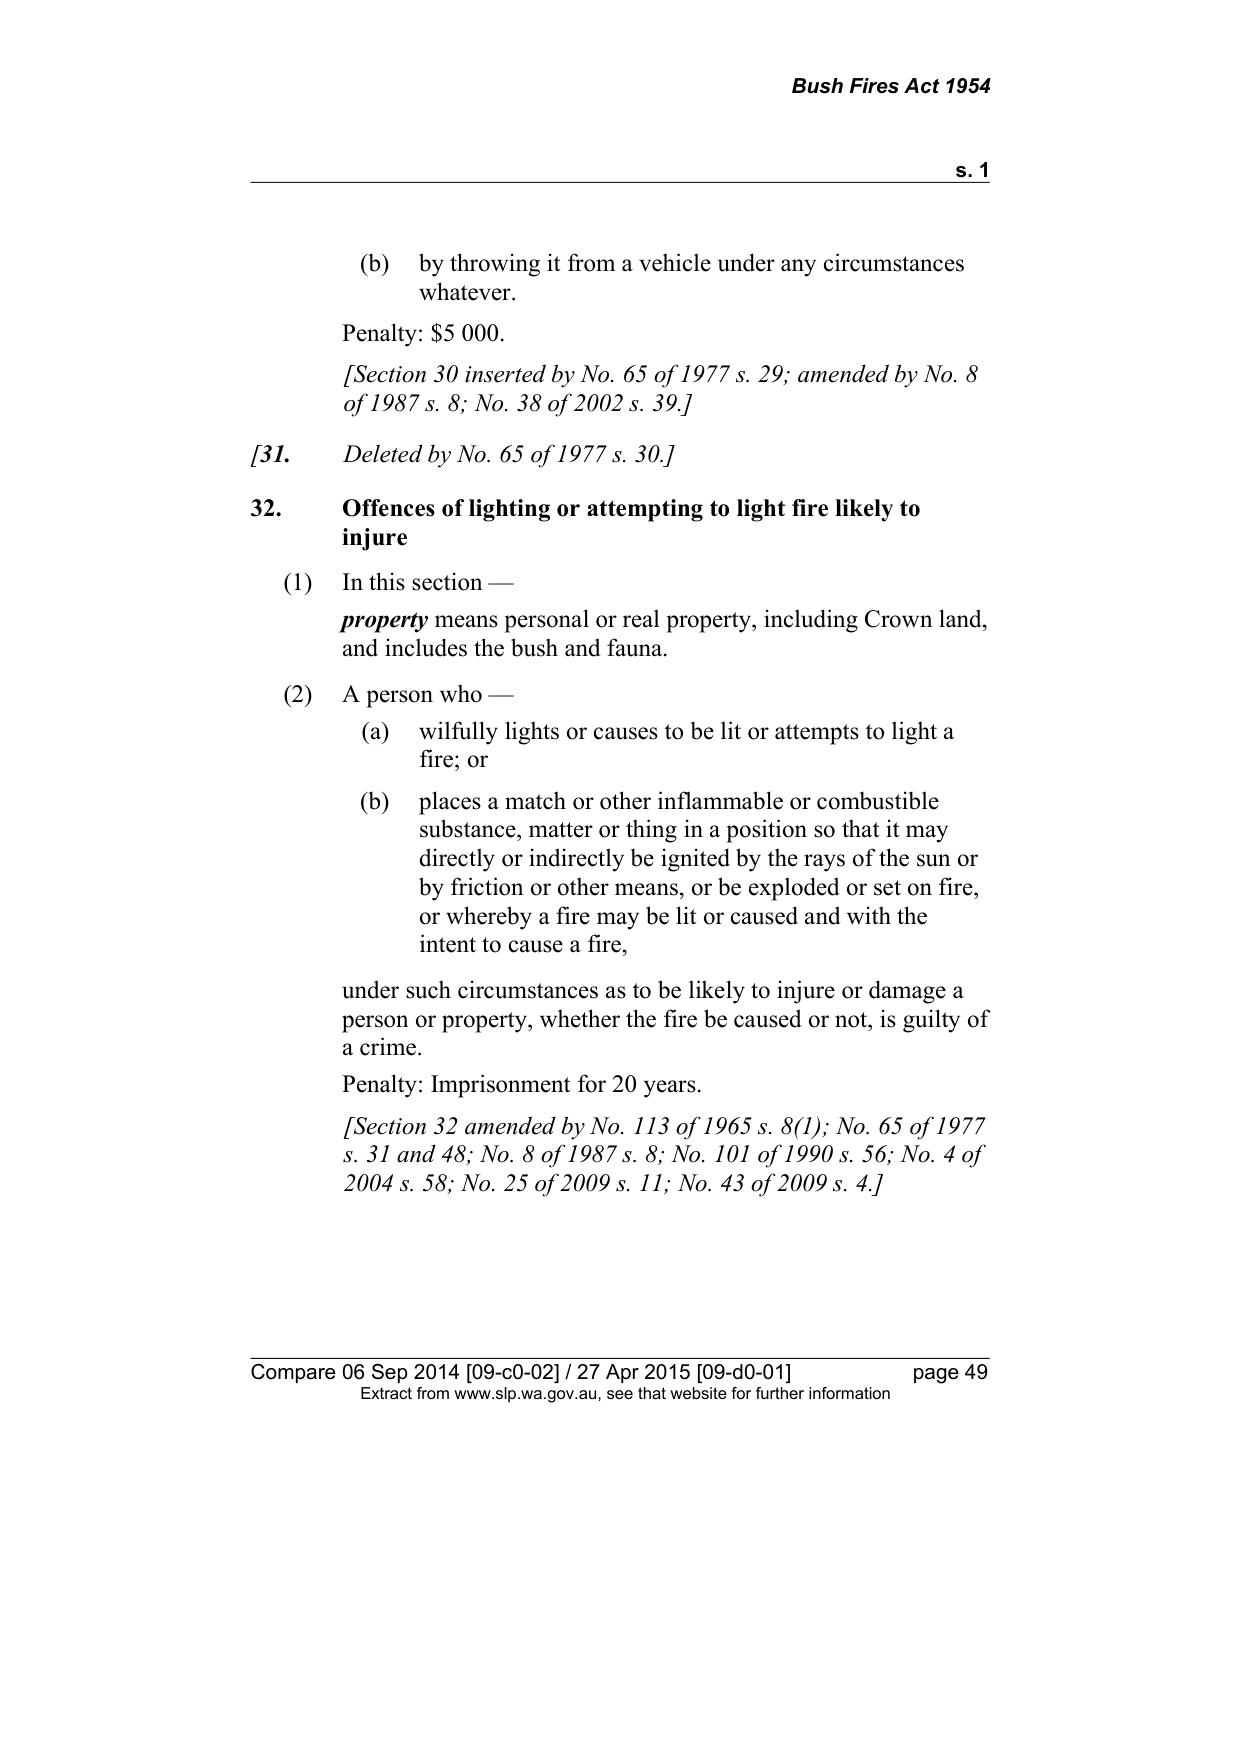 Bush Fires Act 1954
s. 1
(b) by throwing it from a vehicle under any circumstances
whatever.
Penalty: $5 000.
[Section 30 inserted by No. 65 of 1977 s. 29; amended by No. 8
of 1987 s. 8; No. 38 of 2002 s. 39.]
[31. Deleted by No. 65 of 1977 s. 30.]
32. Offences of lighting or attempting to light fire likely to
injure
(1) In this section —
property means personal or real property, including Crown land,
and includes the bush and fauna.
(2) A person who —
(a) wilfully lights or causes to be lit or attempts to light a
fire; or
(b) places a match or other inflammable or combustible
substance, matter or thing in a position so that it may
directly or indirectly be ignited by the rays of the sun or
by friction or other means, or be exploded or set on fire,
or whereby a fire may be lit or caused and with the
intent to cause a fire,
under such circumstances as to be likely to injure or damage a
person or property, whether the fire be caused or not, is guilty of
a crime.
Penalty: Imprisonment for 20 years.
[Section 32 amended by No. 113 of 1965 s. 8(1); No. 65 of 1977
s. 31 and 48; No. 8 of 1987 s. 8; No. 101 of 1990 s. 56; No. 4 of
2004 s. 58; No. 25 of 2009 s. 11; No. 43 of 2009 s. 4.]
Compare 06 Sep 2014 [09-c0-02] / 27 Apr 2015 [09-d0-01] page 49
Extract from www.slp.wa.gov.au, see that website for further information